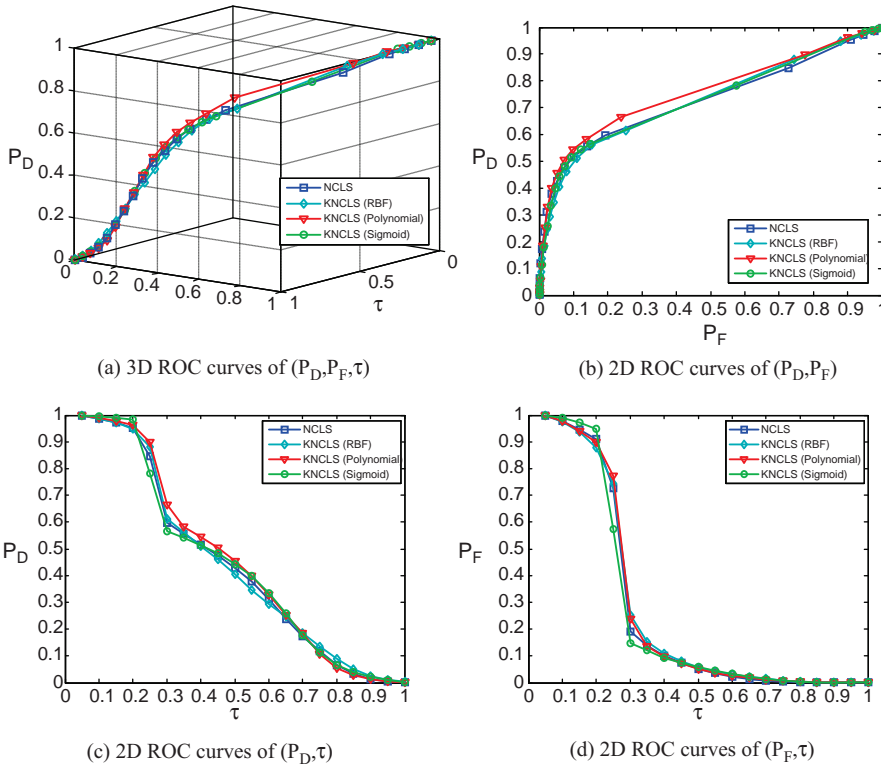 1
0.8
0.6
0.4
0.2
0
P_D
0
0.2
0.4
0.6
0.8
1
1
0.5
0
τ
NCLS
KNCLS (RBF)
KNCLS (Polynomial)
KNCLS (Sigmoid)
(a) 3D ROC curves of (P_D,P_F,τ)
1
0.9
0.8
0.7
0.6
0.5
0.4
0.3
0.2
0.1
0
P_D
NCLS
KNCLS (RBF)
KNCLS (Polynomial)
KNCLS (Sigmoid)
0 0.1 0.2 0.3 0.4 0.5 0.6 0.7 0.8 0.9 1
P_F
(b) 2D ROC curves of (P_D,P_F)
1
0.9
0.8
0.7
0.6
0.5
0.4
0.3
0.2
0.1
0
P_D
NCLS
KNCLS (RBF)
KNCLS (Polynomial)
KNCLS (Sigmoid)
0 0.1 0.2 0.3 0.4 0.5 0.6 0.7 0.8 0.9 1
τ
(c) 2D ROC curves of (P_D,τ)
1
0.9
0.8
0.7
0.6
0.5
0.4
0.3
0.2
0.1
0
P_F
NCLS
KNCLS (RBF)
KNCLS (Polynomial)
KNCLS (Sigmoid)
0 0.1 0.2 0.3 0.4 0.5 0.6 0.7 0.8 0.9 1
τ
(d) 2D ROC curves of (P_F,τ)